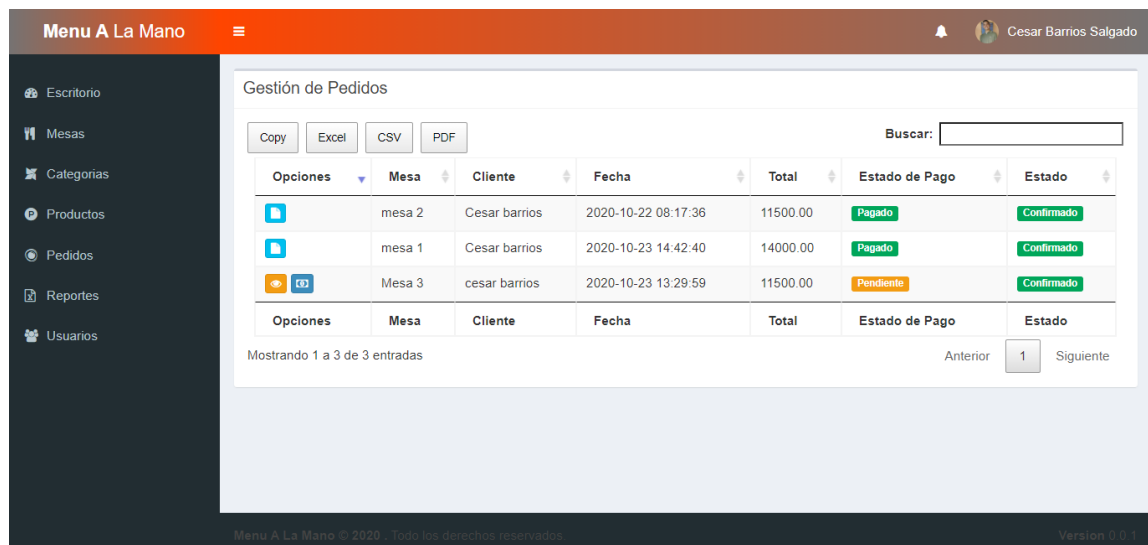 Menu A La Mano
Cesar Barrios Salgado
Escritorio
Mesas
Categorias
Productos
Pedidos
Reportes
Usuarios
Gestión de Pedidos
Copy Excel CSV PDF
Buscar:
Opciones Mesa Cliente Fecha Total Estado de Pago Estado
mesa 2 Cesar barrios 2020-10-22 08:17:36 11500.00 Pagado Confirmado
mesa 1 Cesar barrios 2020-10-23 14:42:40 14000.00 Pagado Confirmado
Mesa 3 cesar barrios 2020-10-23 13:29:59 11500.00 Pendiente Confirmado
Opciones Mesa Cliente Fecha Total Estado de Pago Estado
Mostrando 1 a 3 de 3 entradas
Anterior 1 Siguiente
Menu A La Mano © 2020 . Todo los derechos reservados.
Version 0.0.1